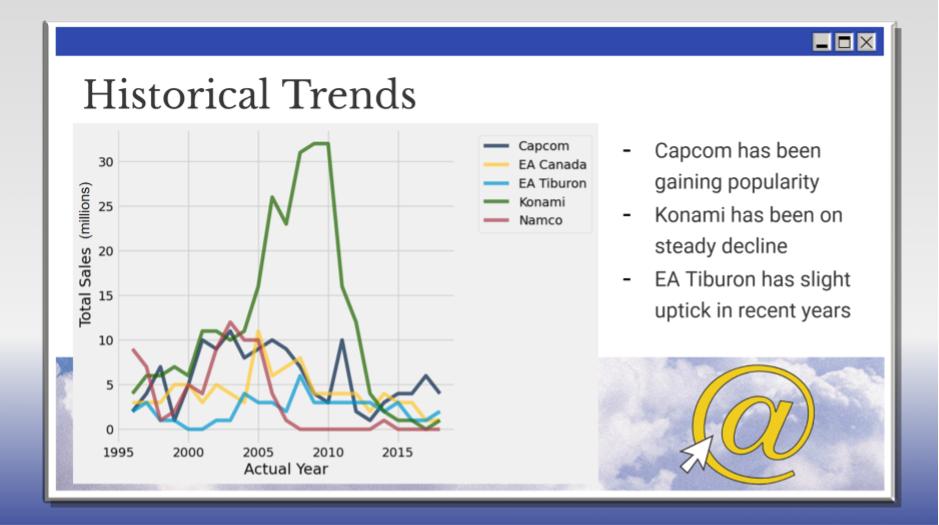 Historical Trends
Total Sales (millions)
30
25
20
15
10
5
0
1995
2000
2005
2010
2015
Actual Year
Capcom
EA Canada
EA Tiburon
Konami
Namco
- Capcom has been
gaining popularity
- Konami has been on
steady decline
- EA Tiburon has slight
uptick in recent years
@